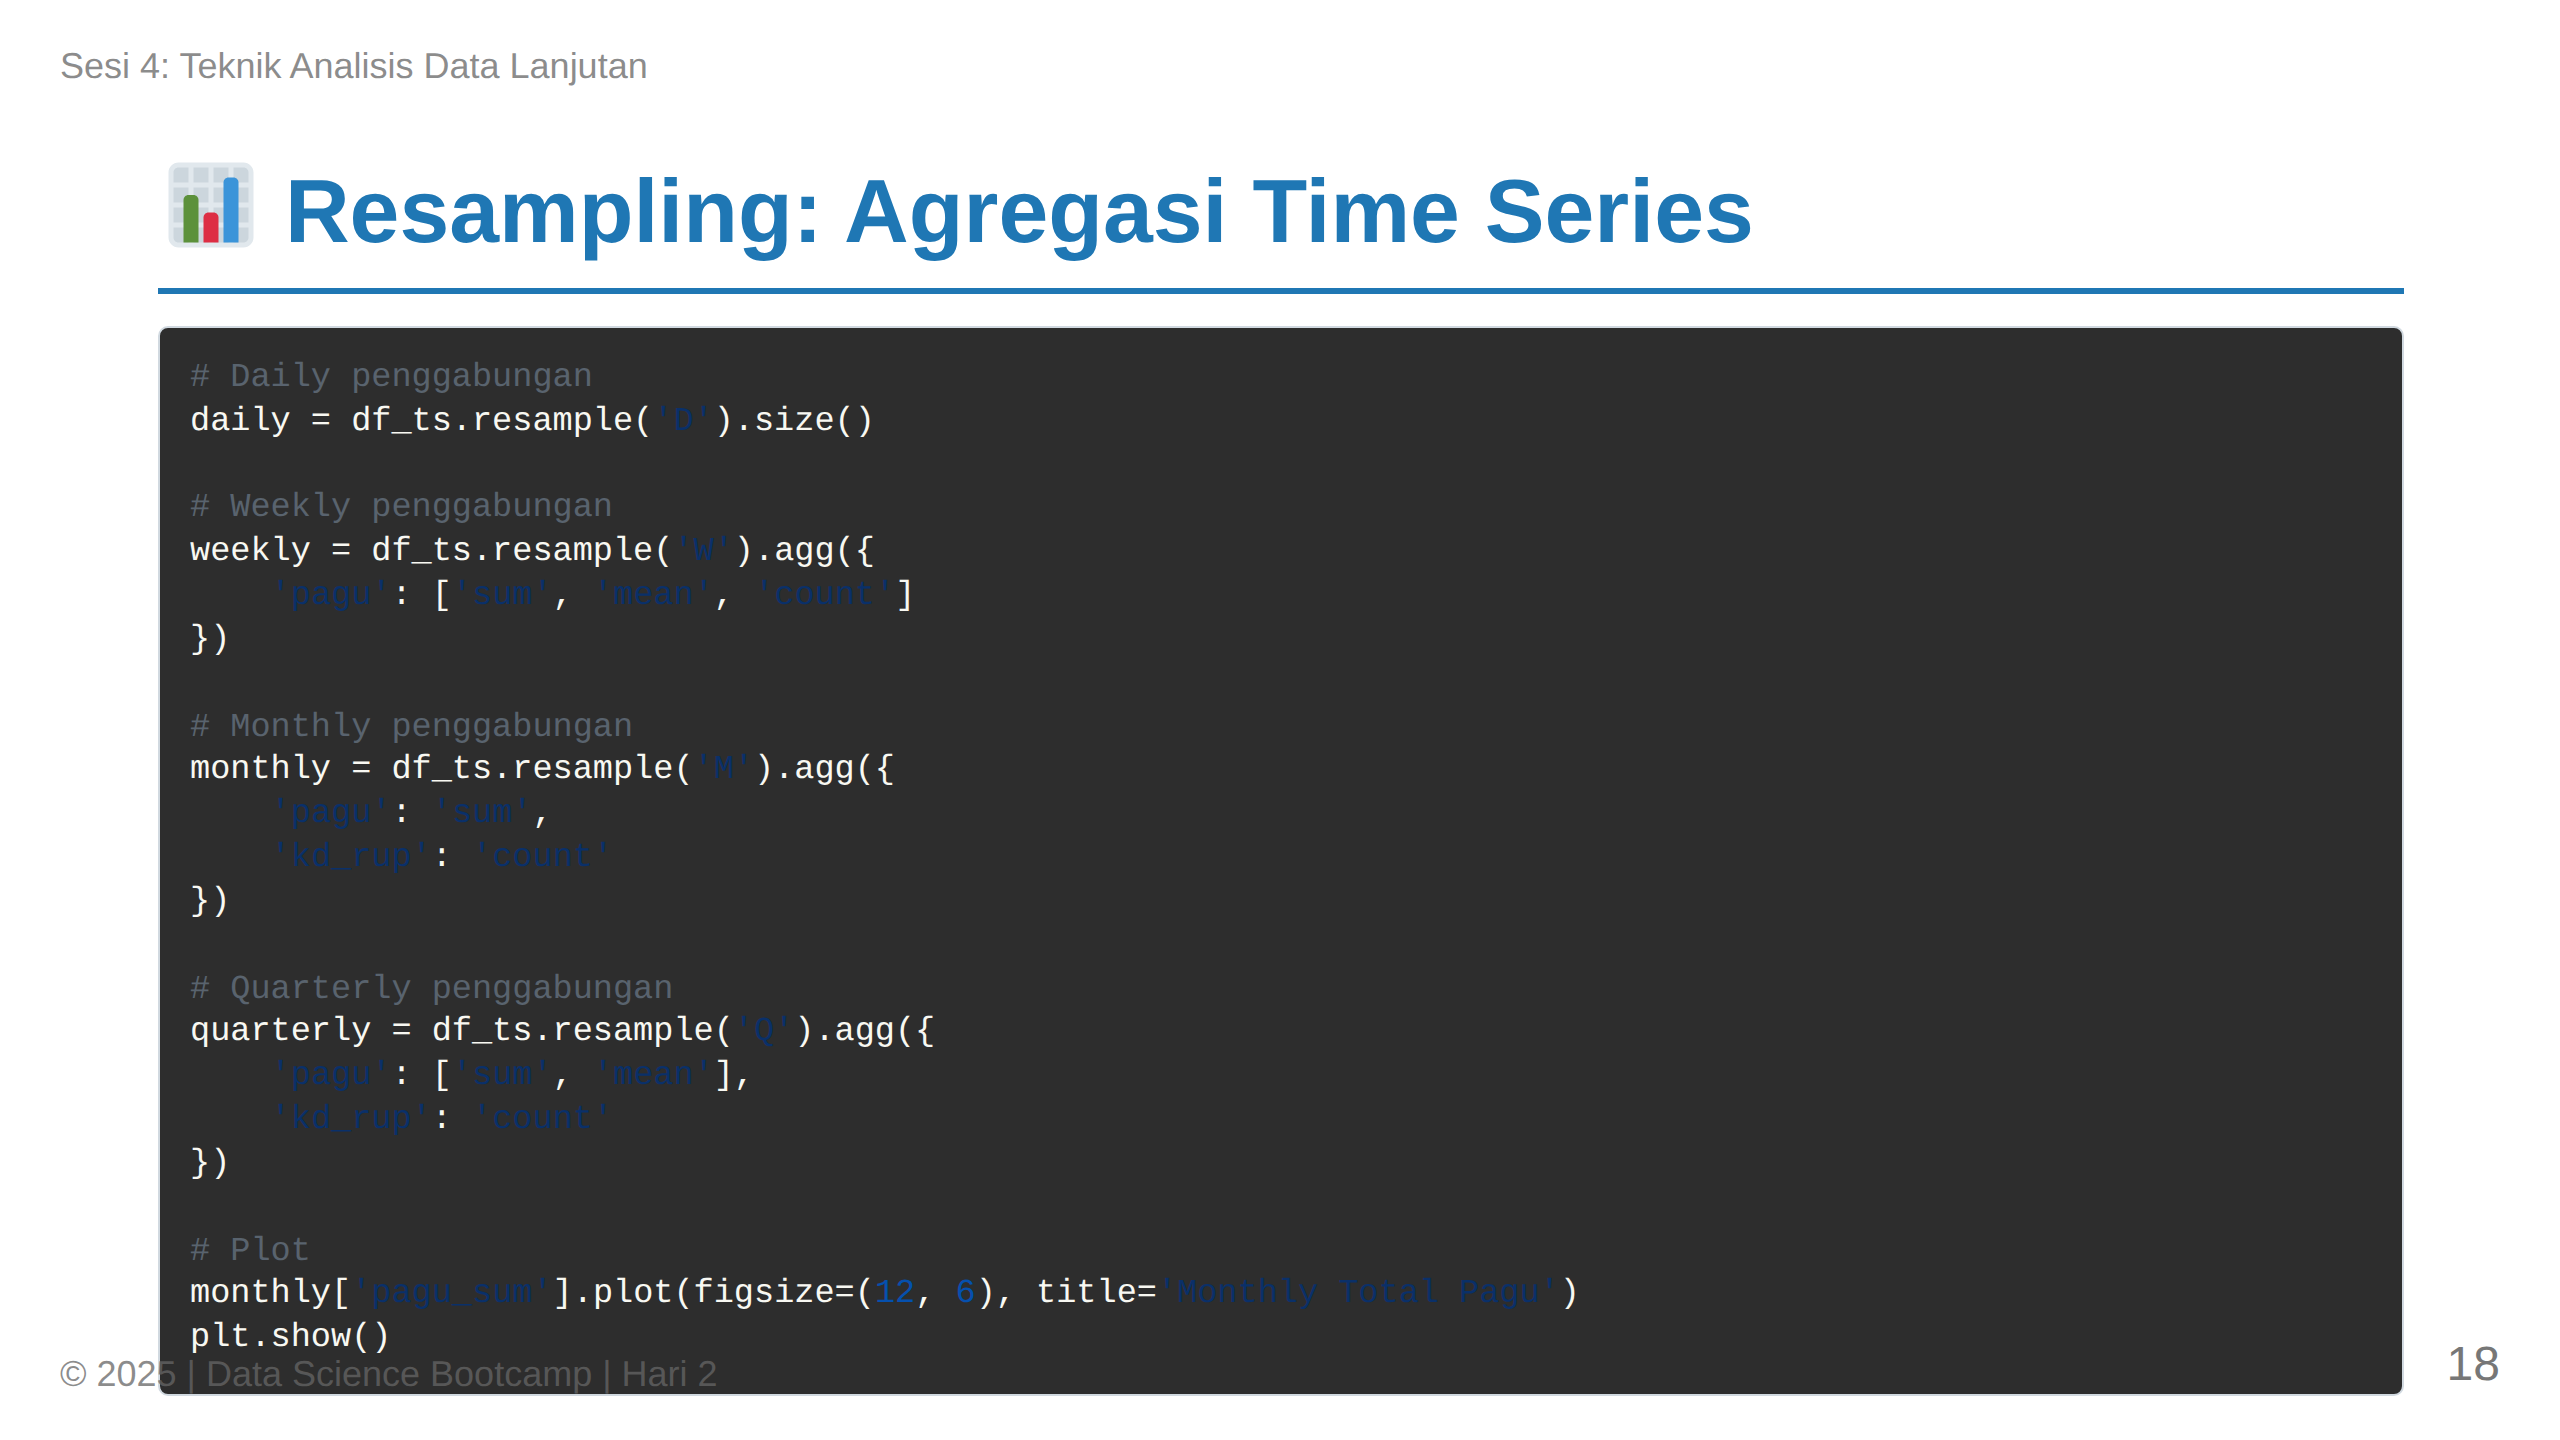 Sesi 4: Teknik Analisis Data Lanjutan
Resampling: Agregasi Time Series
# Daily penggabungan
daily = df_ts.resample('D').size()
# Weekly penggabungan
weekly = df_ts.resample('W').agg({
    'pagu': ['sum', 'mean', 'count']
})
# Monthly penggabungan
monthly = df_ts.resample('M').agg({
    'pagu': 'sum',
    'kd_rup': 'count'
})
# Quarterly penggabungan
quarterly = df_ts.resample('Q').agg({
    'pagu': ['sum', 'mean'],
    'kd_rup': 'count'
})
# Plot
monthly['pagu_sum'].plot(figsize=(12, 6), title='Monthly Total Pagu')
plt.show()
© 2025 | Data Science Bootcamp | Hari 2
18